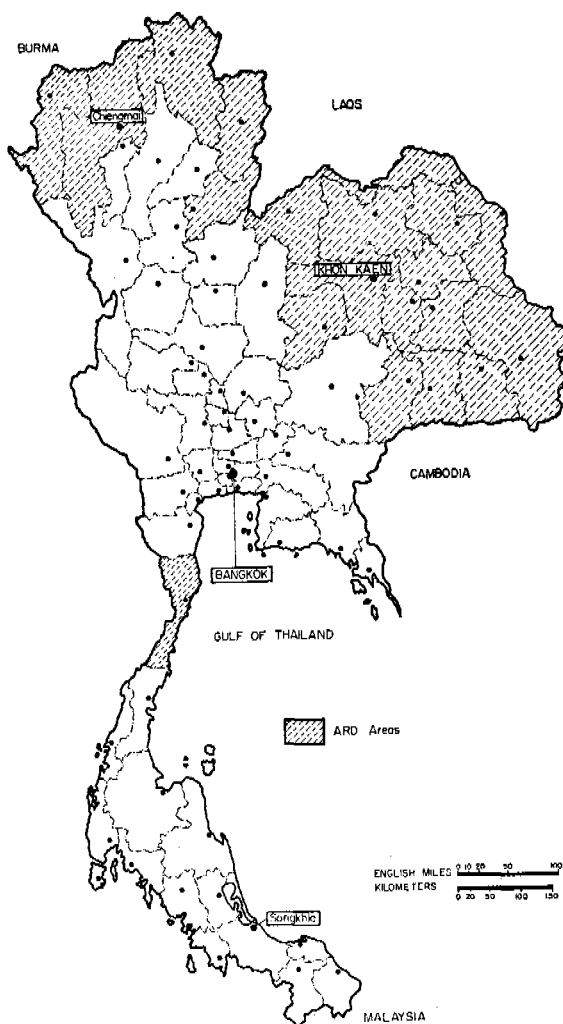 BURMA
LAOS
Chiengmai
KHON KAEN
CAMBODIA
BANGKOK
GULF OF THAILAND
ARD Areas
ENGLISH MILES 0 10 20 50 100
KILOMETERS 0 20 50 100 150
Songkhla
MALAYSIA